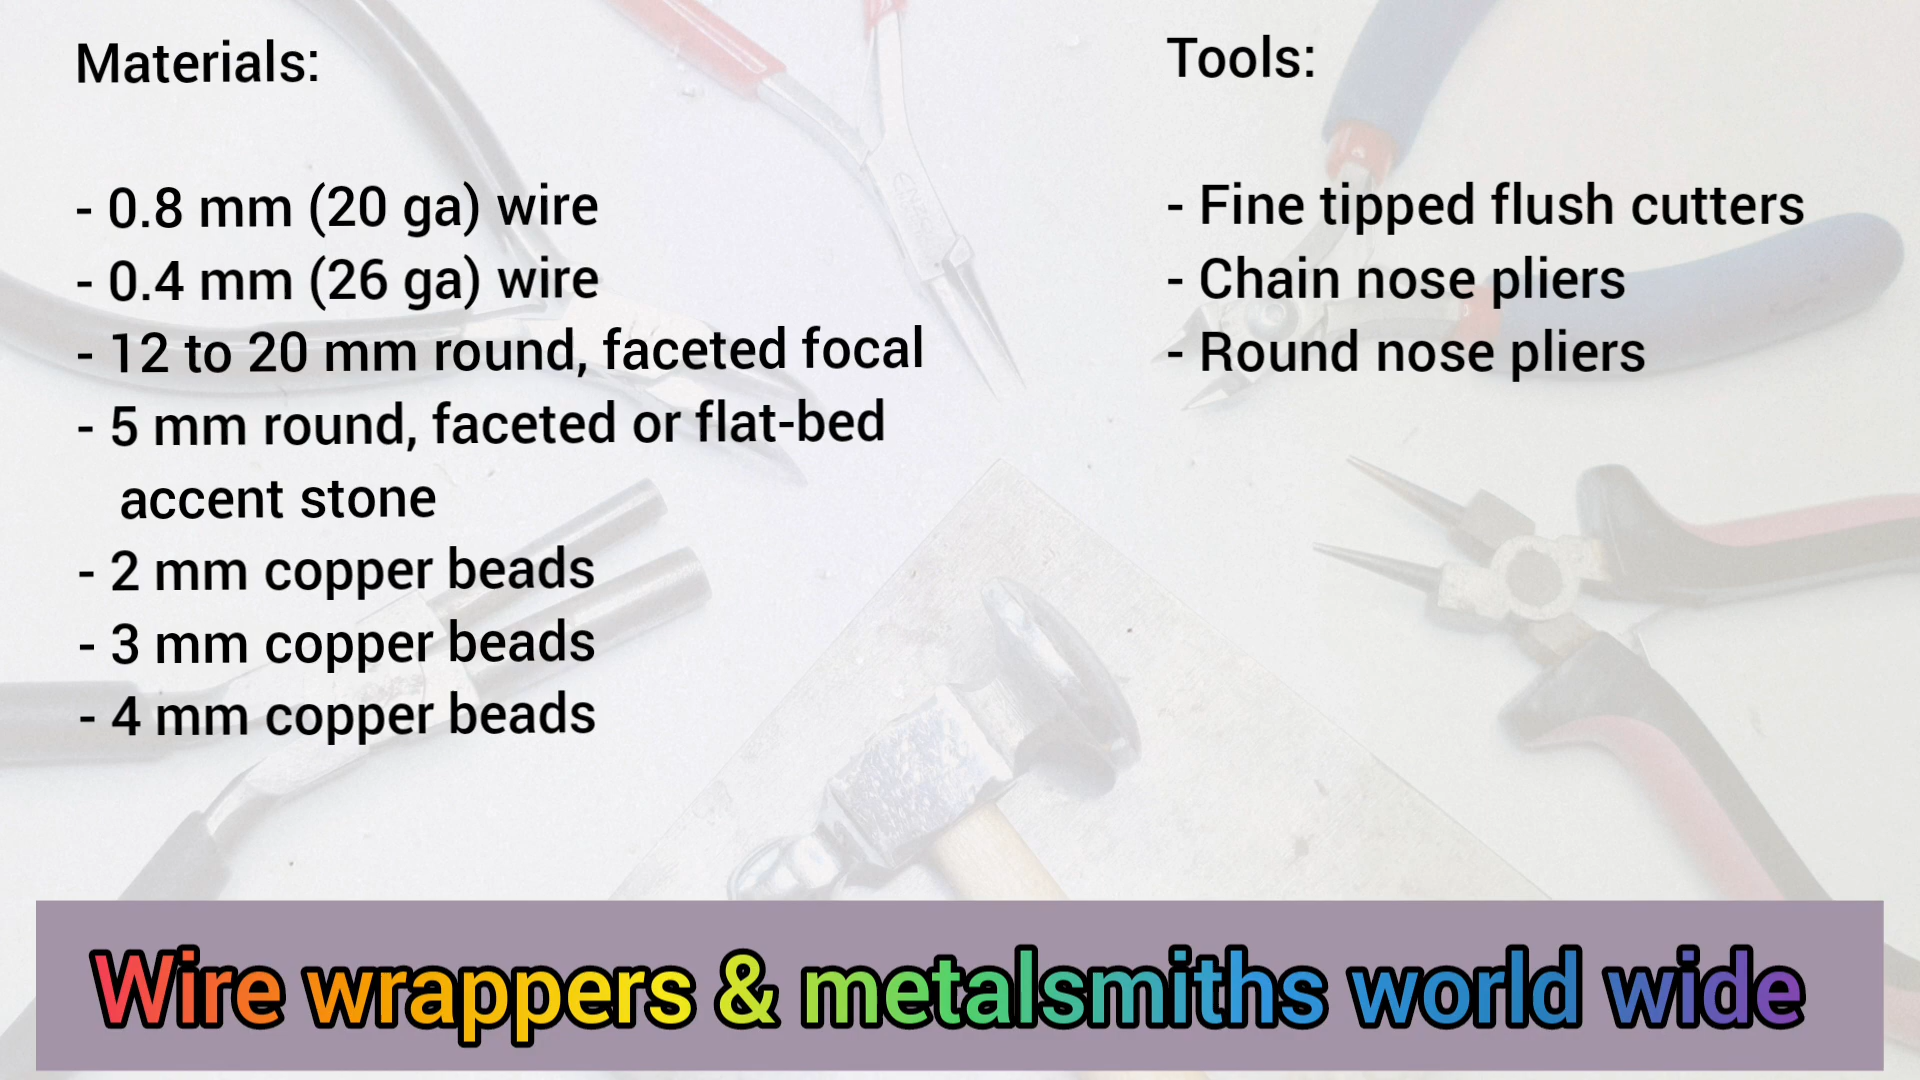 Materials:
- 0.8 mm (20 ga) wire
- 0.4 mm (26 ga) wire
- 12 to 20 mm round, faceted focal
- 5 mm round, faceted or flat-bed
accent stone
- 2 mm copper beads
- 3 mm copper beads
- 4 mm copper beads
Tools:
- Fine tipped flush cutters
- Chain nose pliers
- Round nose pliers
Wire wrappers & metalsmiths world wide